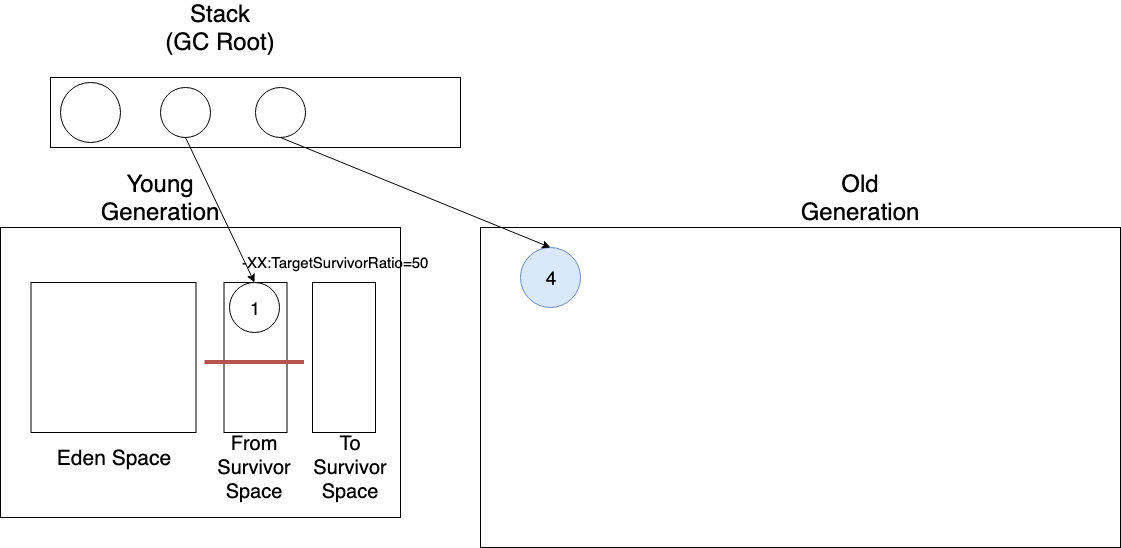 Stack
(GC Root)
Young
Generation
Old
Generation
-XX:TargetSurvivorRatio=50
1
4
Eden Space
From
Survivor
Space
To
Survivor
Space